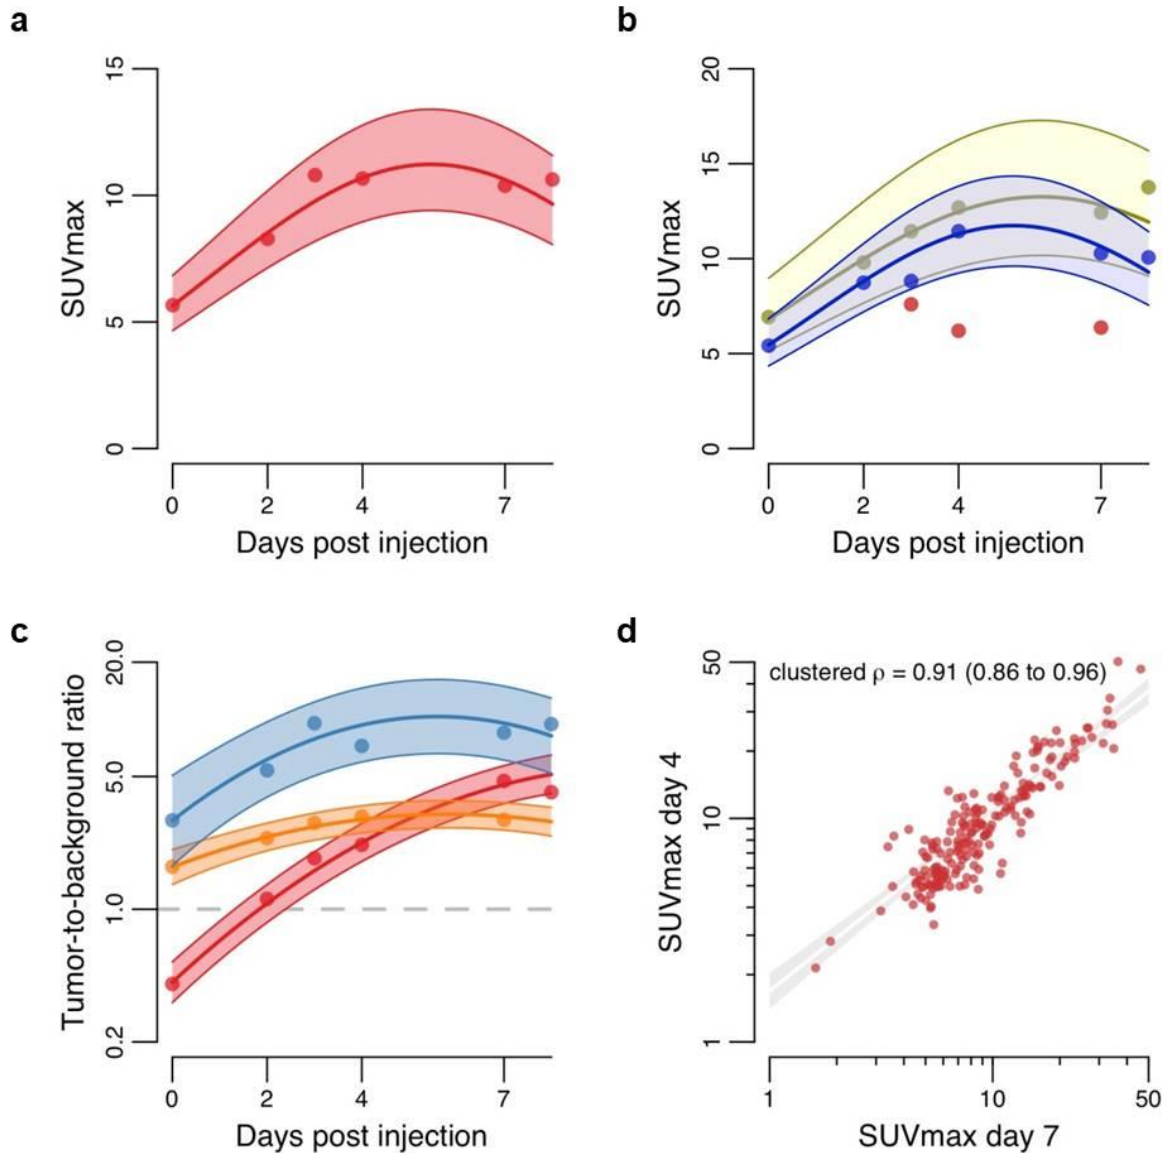 a
15
10
5
0
SUVmax
0 2 4 7
Days post injection
b
20
15
10
5
0
SUVmax
0 2 4 7
Days post injection
c
20.0
5.0
1.0
0.2
Tumor-to-background ratio
0 2 7
Days post injection
d
clustered ρ = 0.91 (0.86 to 0.96)
50
10
1
SUVmax day 4
1 10 50
SUVmax day 7